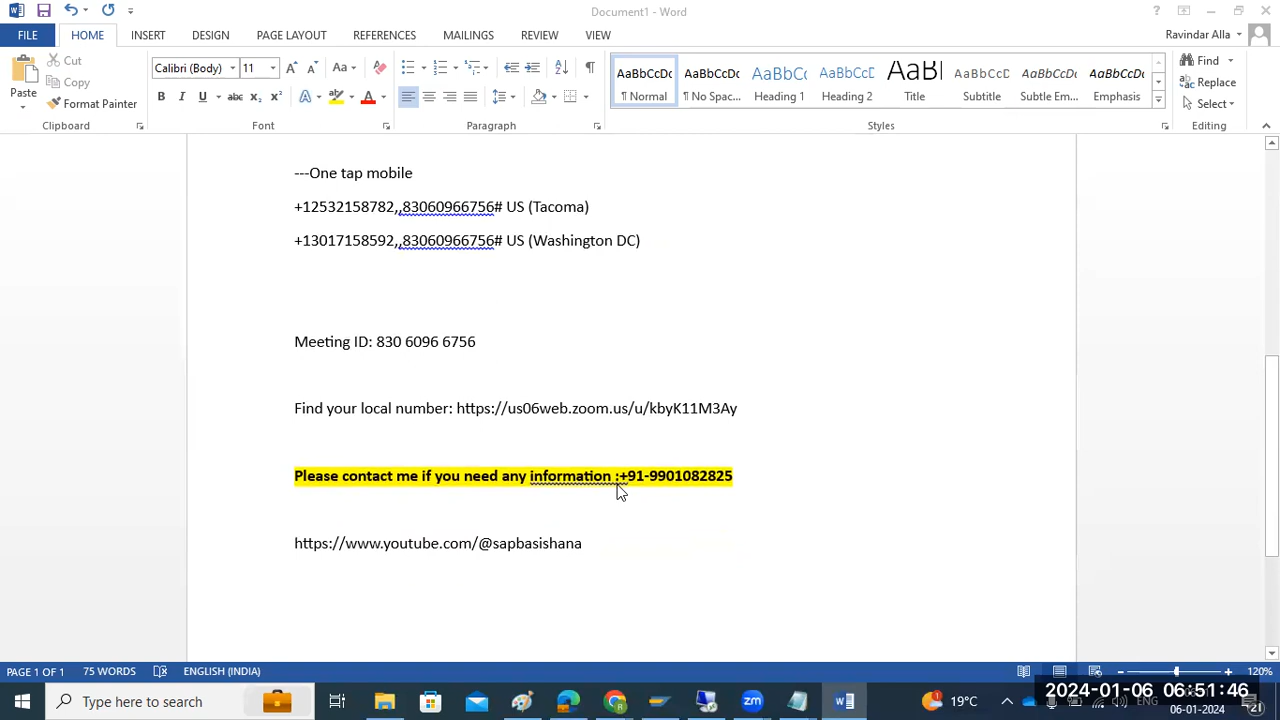 Document1 - Word
FILE HOME INSERT DESIGN PAGE LAYOUT REFERENCES MAILINGS REVIEW VIEW Ravindar Alla
Cut
Copy
Paste
Format Painter
Clipboard
Calibri (Body) 11
Font
Paragraph
AaBbCcDc AaBbCcDc AaBbCc AaBbCcC AaBl AaBbCcC AaBbCcDc AaBbCcDc
¶ Normal ¶ No Spac... Heading 1 Heading 2 Title Subtitle Subtle Em... Emphasis
Styles
Find
Replace
Select
Editing
---One tap mobile
+12532158782,,83060966756# US (Tacoma)
+13017158592,,83060966756# US (Washington DC)
Meeting ID: 830 6096 6756
Find your local number: https://us06web.zoom.us/u/kbyK11M3Ay
Please contact me if you need any information :+91-9901082825
https://www.youtube.com/@sapbasishana
PAGE 1 OF 1 75 WORDS ENGLISH (INDIA) 120%
Type here to search
19°C
ENG
2024-01-06 06:51:46
06-01-2024